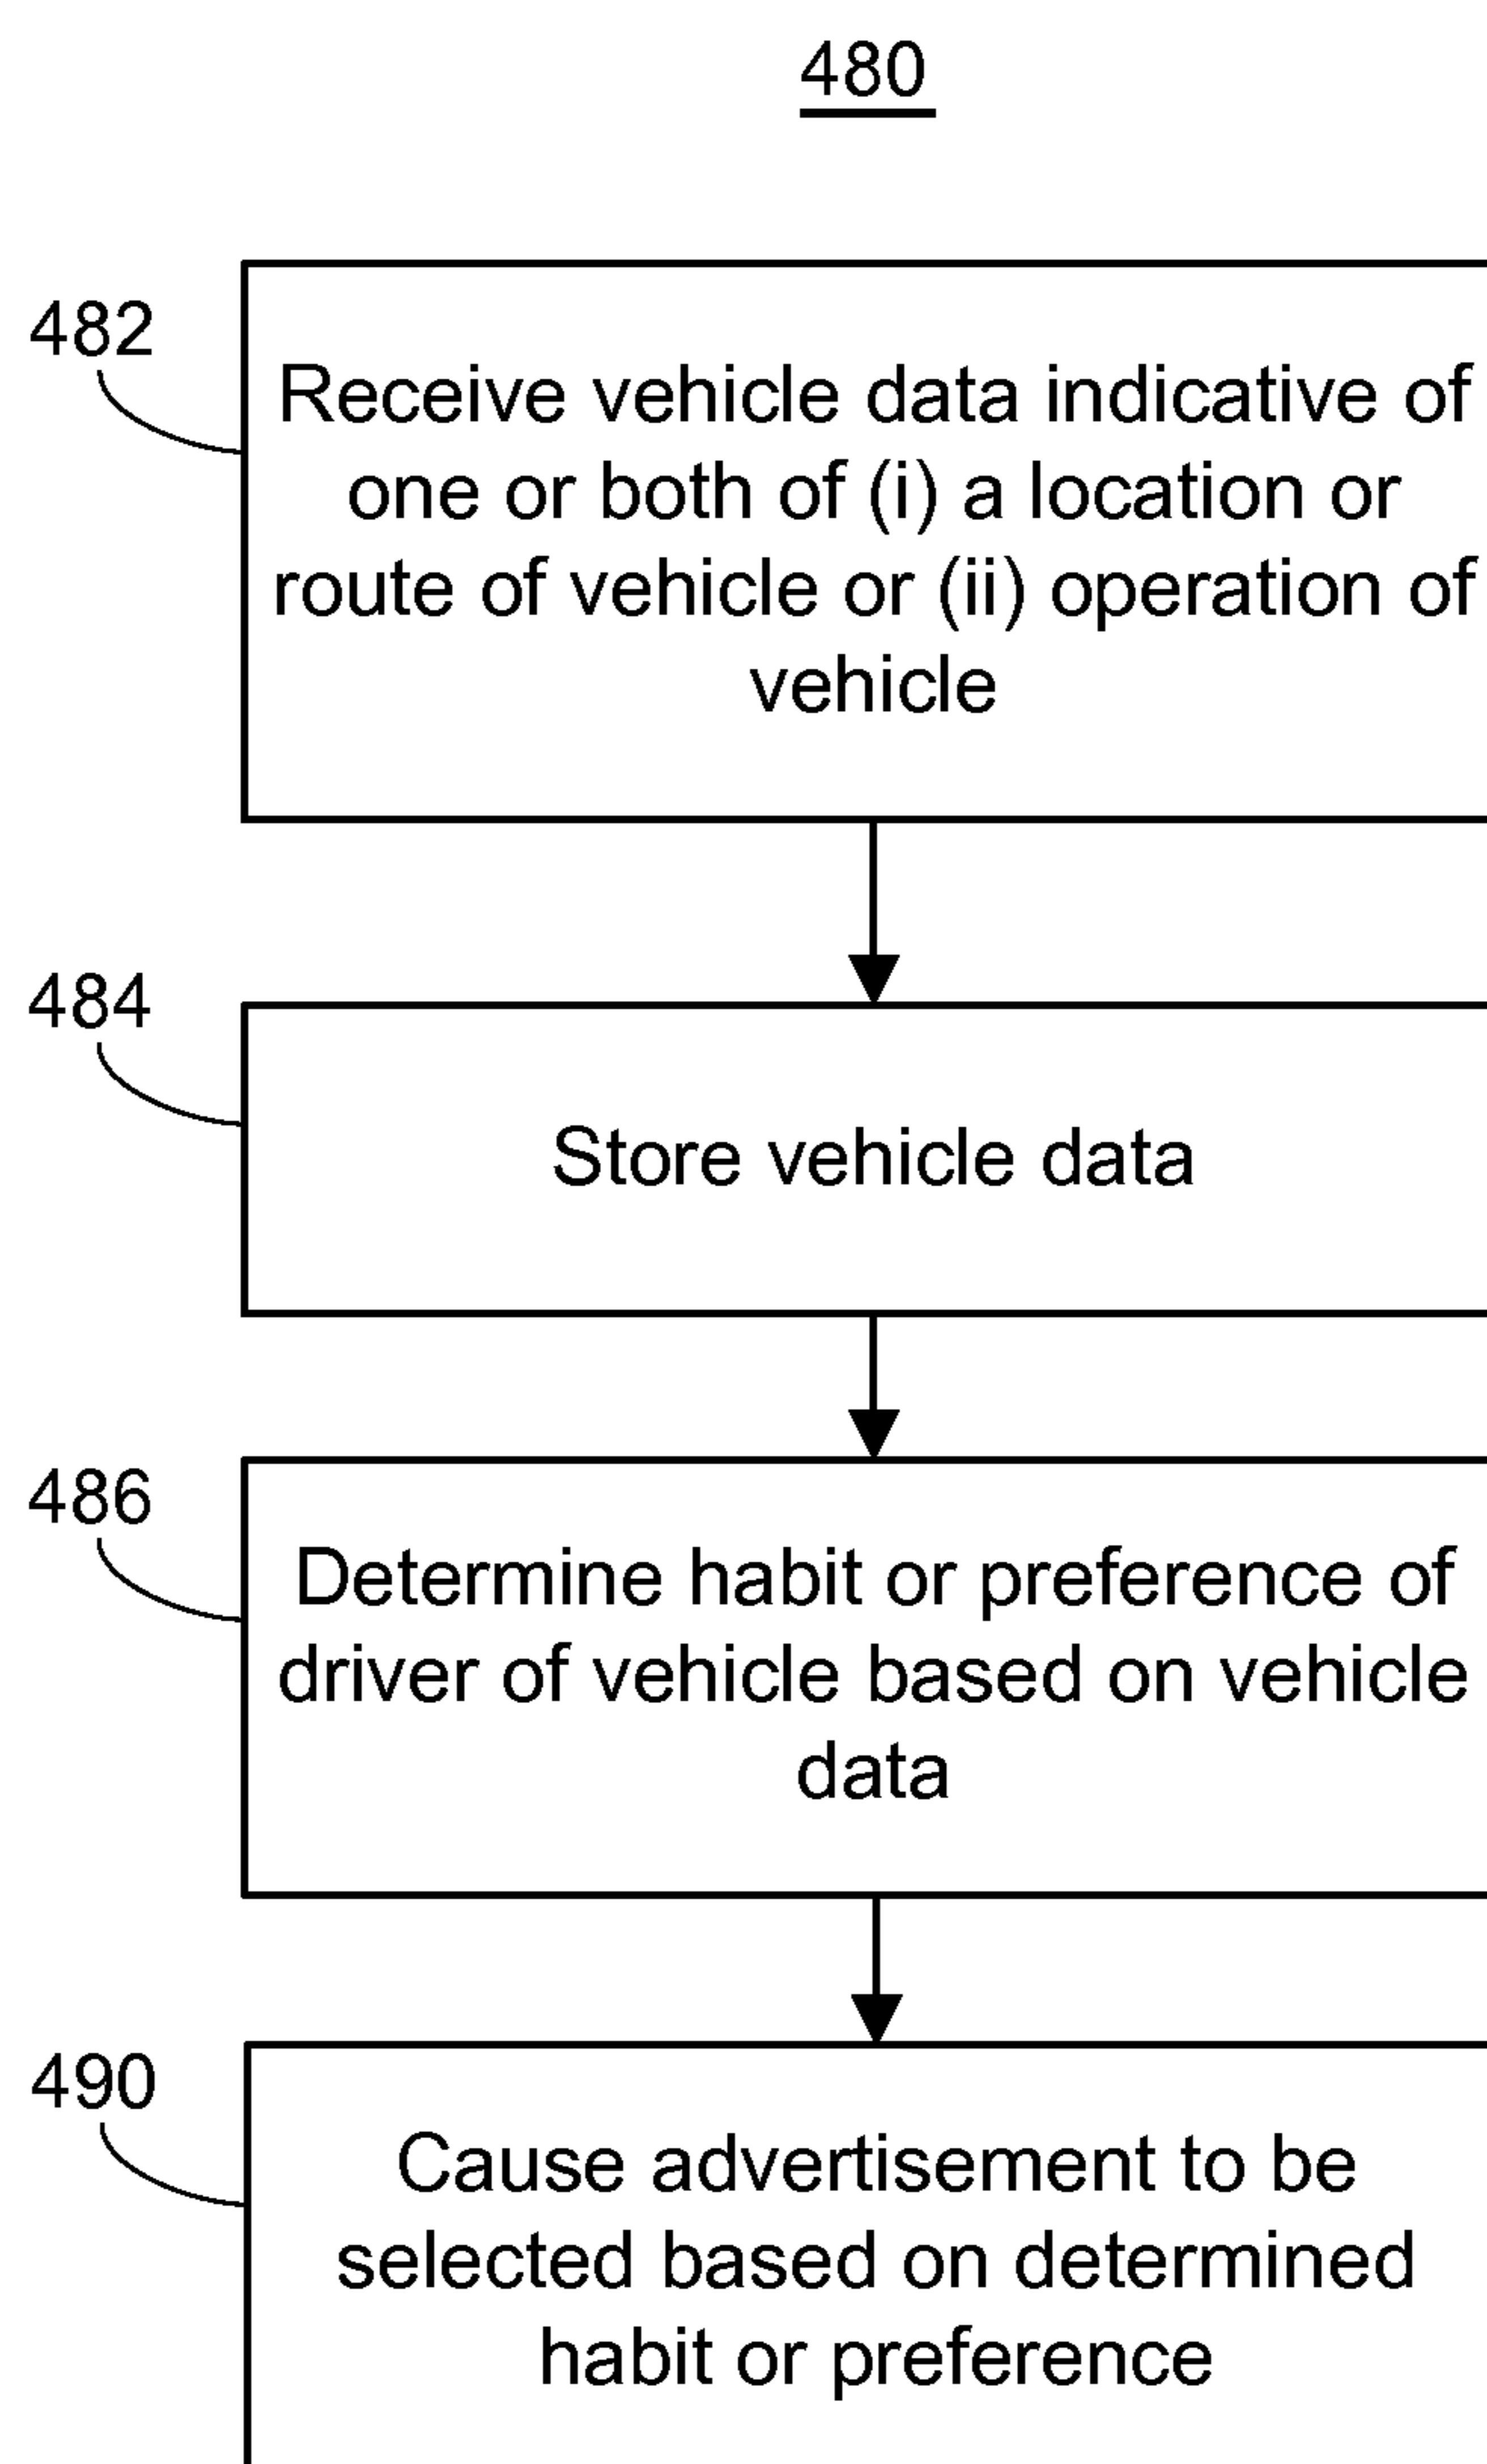 480
482
Receive vehicle data indicative of
one or both of (i) a location or
route of vehicle or (ii) operation of
vehicle
484
Store vehicle data
486
Determine habit or preference of
driver of vehicle based on vehicle
data
490
Cause advertisement to be
selected based on determined
habit or preference